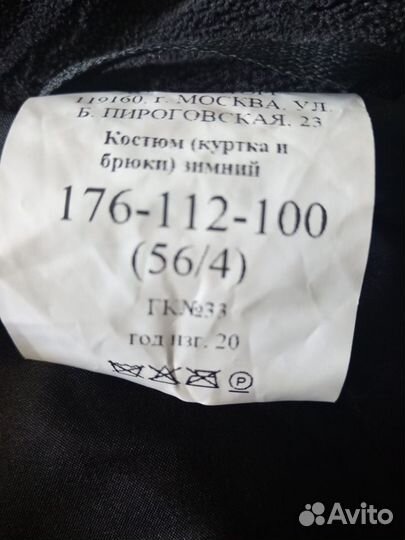 119160, г. МОСКВА, УЛ.
Б. ПИРОГОВСКАЯ, 23
Костюм (куртка и
брюки) зимний
176-112-100
(56/4)
ГК№33
год изг. 20
P
Avito